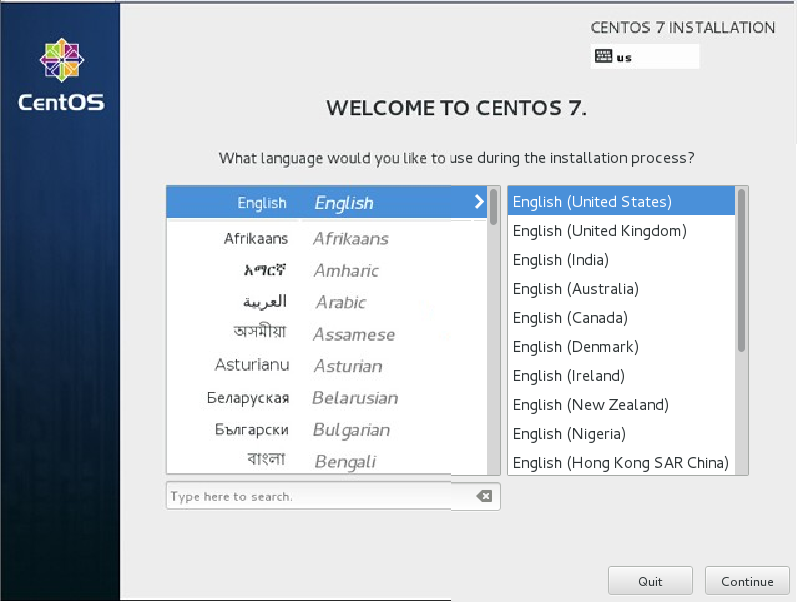 CENTOS 7 INSTALLATION
us
CentOS
WELCOME TO CENTOS 7.
What language would you like to use during the installation process?
English English
Afrikaans Afrikaans
አማርኛ Amharic
العربية Arabic
অসমীয়া Assamese
Asturianu Asturian
Беларуская Belarusian
Български Bulgarian
বাংলা Bengali
Type here to search.
English (United States)
English (United Kingdom)
English (India)
English (Australia)
English (Canada)
English (Denmark)
English (Ireland)
English (New Zealand)
English (Nigeria)
English (Hong Kong SAR China)
Quit Continue